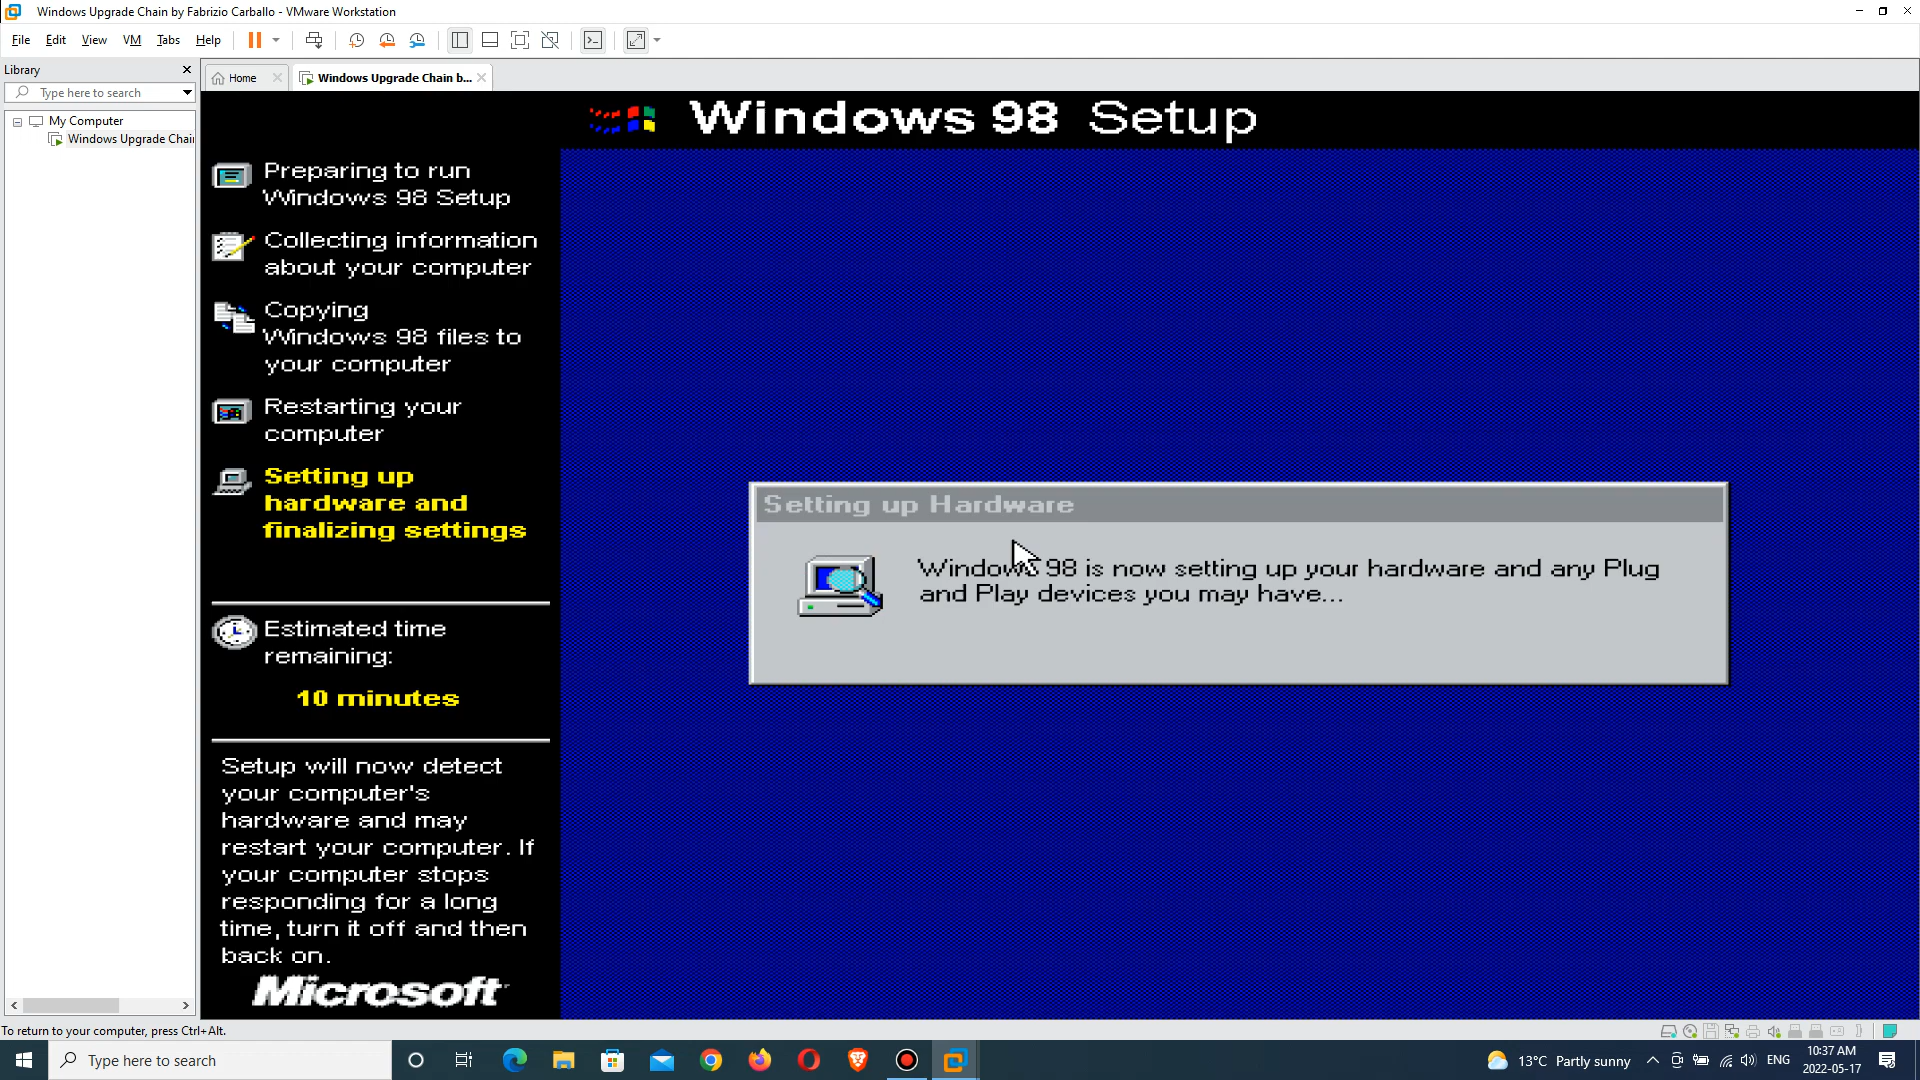 Windows Upgrade Chain by Fabrizio Carballo - VMware Workstation
File Edit View VM Tabs Help
Library
Type here to search
My Computer
Windows Upgrade Chai
Home
Windows Upgrade Chain b...
Windows 98 Setup
Preparing to run
Windows 98 Setup
Collecting information
about your computer
Copying
Windows 98 files to
your computer
Restarting your
computer
Setting up
hardware and
finalizing settings
Estimated time
remaining:
10 minutes
Setup will now detect
your computer's
hardware and may
restart your computer. If
your computer stops
responding for a long
time, turn it off and then
back on.
Microsoft
Setting up Hardware
Windows 98 is now setting up your hardware and any Plug
and Play devices you may have...
To return to your computer, press Ctrl+Alt.
Type here to search
13°C Partly sunny
ENG
10:37 AM
2022-05-17